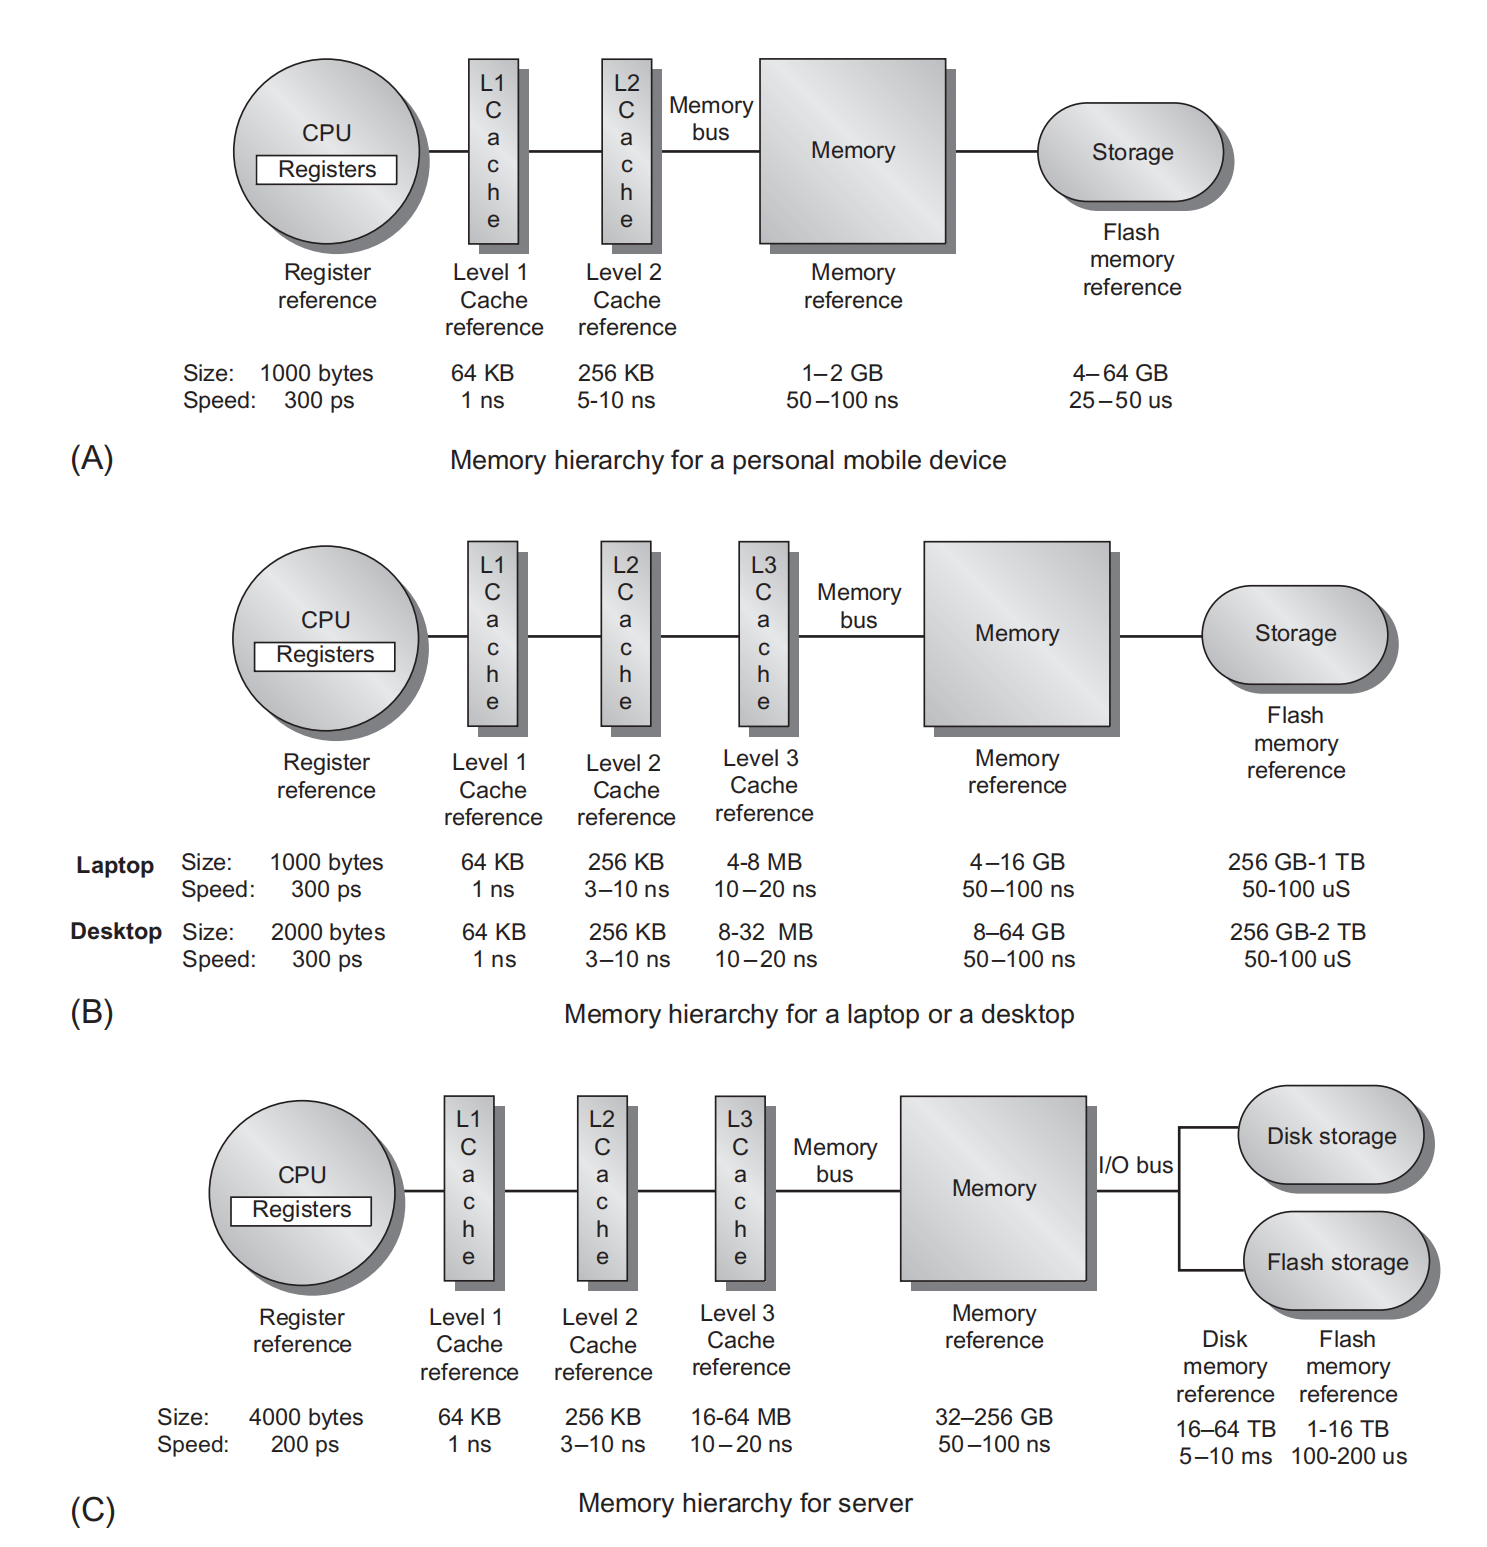 CPU
Registers
L1
C
a
c
h
e
L2
C
a
c
h
e
Memory
bus
Memory
Storage
Register
reference
Level 1
Cache
reference
Level 2
Cache
reference
Memory
reference
Flash
memory
reference
Size: 1000 bytes 64 KB 256 KB 1–2 GB 4–64 GB
Speed: 300 ps 1 ns 5-10 ns 50–100 ns 25–50 us
(A) Memory hierarchy for a personal mobile device
CPU
Registers
L1
C
a
c
h
e
L2
C
a
c
h
e
L3
C
a
c
h
e
Memory
bus
Memory
Storage
Register
reference
Level 1
Cache
reference
Level 2
Cache
reference
Level 3
Cache
reference
Memory
reference
Flash
memory
reference
Laptop Size: 1000 bytes 64 KB 256 KB 4-8 MB 4–16 GB 256 GB-1 TB
Speed: 300 ps 1 ns 3–10 ns 10–20 ns 50–100 ns 50-100 uS
Desktop Size: 2000 bytes 64 KB 256 KB 8-32 MB 8–64 GB 256 GB-2 TB
Speed: 300 ps 1 ns 3–10 ns 10–20 ns 50–100 ns 50-100 uS
(B) Memory hierarchy for a laptop or a desktop
CPU
Registers
L1
C
a
c
h
e
L2
C
a
c
h
e
L3
C
a
c
h
e
Memory
bus
Memory
I/O bus
Disk storage
Flash storage
Register
reference
Level 1
Cache
reference
Level 2
Cache
reference
Level 3
Cache
reference
Memory
reference
Disk
memory
reference
Flash
memory
reference
Size: 4000 bytes 64 KB 256 KB 16-64 MB 32–256 GB 16–64 TB 1-16 TB
Speed: 200 ps 1 ns 3–10 ns 10–20 ns 50–100 ns 5–10 ms 100-200 us
(C) Memory hierarchy for server